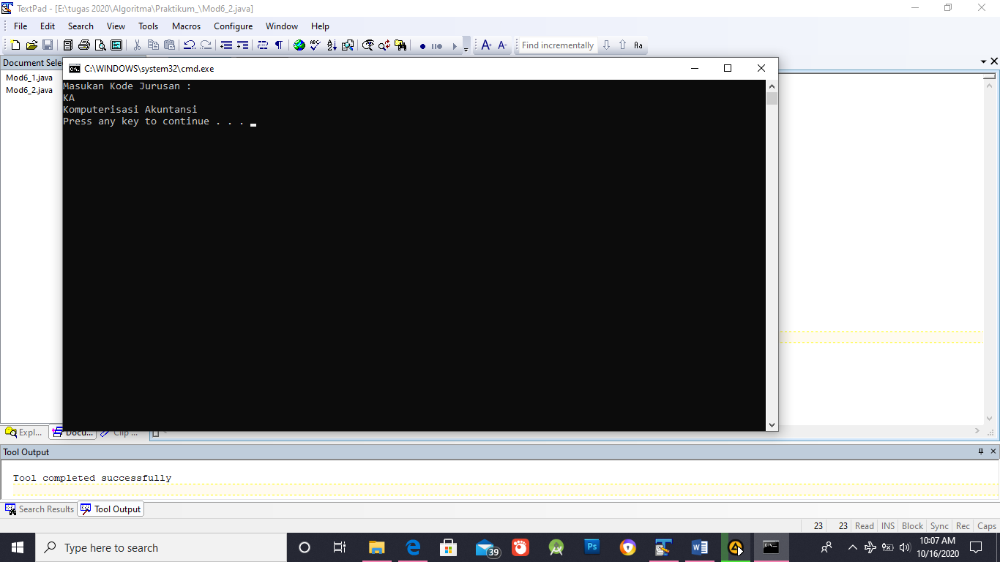 TextPad - [E:\tugas 2020\Algoritma\Praktikum_\Mod6_2.java]
File Edit Search View Tools Macros Configure Window Help
Find incrementally
Document Sele
Mod6_1.java
Mod6_2.java
C:\WINDOWS\system32\cmd.exe
Masukan Kode Jurusan :
KA
Komputerisasi Akuntansi
Press any key to continue . . .
Expl... Docu... Clip ...
Tool Output
Tool completed successfully
Search Results Tool Output
23 23 Read INS Block Sync Rec Caps
Type here to search
39
Ps
10:07 AM
10/16/2020